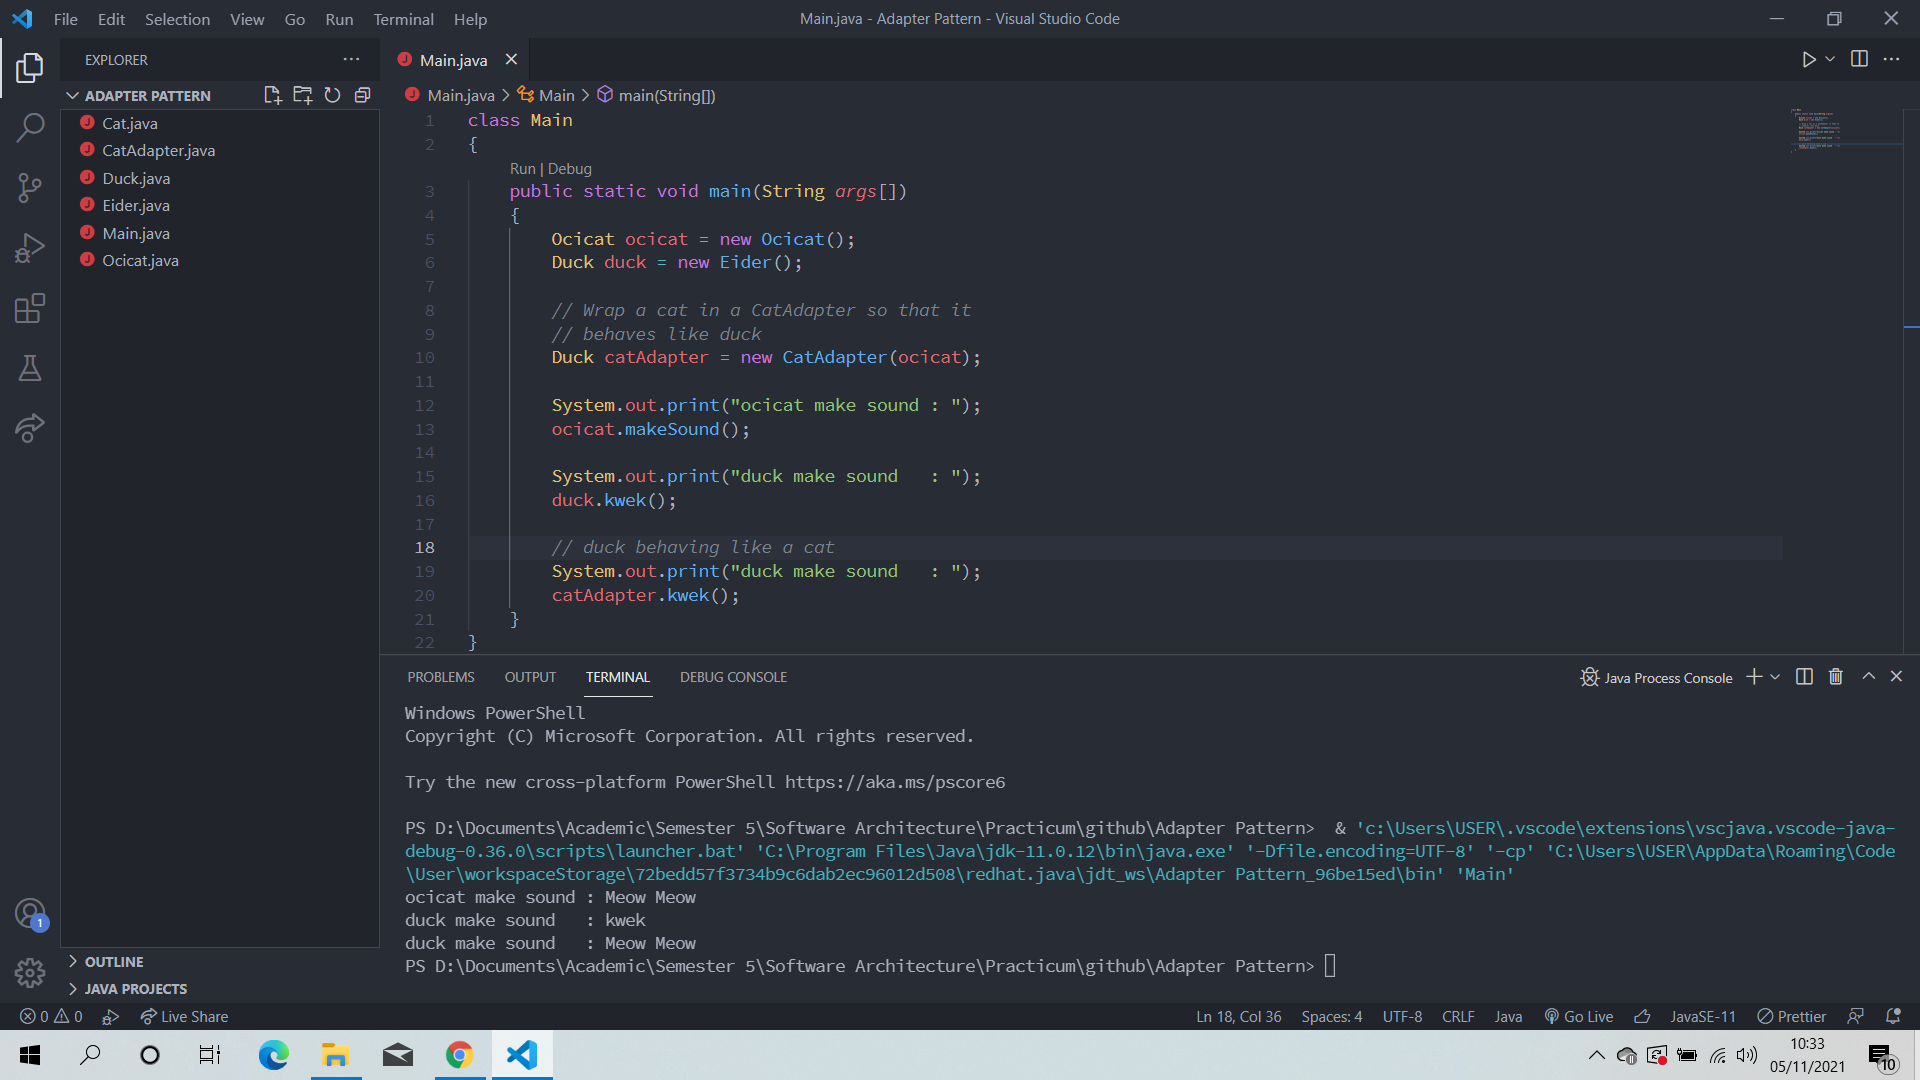 File Edit Selection View Go Run Terminal Help
Main.java - Adapter Pattern - Visual Studio Code
EXPLORER
ADAPTER PATTERN
Cat.java
CatAdapter.java
Duck.java
Eider.java
Main.java
Ocicat.java
OUTLINE
JAVA PROJECTS
1
Main.java
Main.java > Main > main(String[])
1 class Main
2 {
Run | Debug
3 public static void main(String args[])
4 {
5 Ocicat ocicat = new Ocicat();
6 Duck duck = new Eider();
7
8 // Wrap a cat in a CatAdapter so that it
9 // behaves like duck
10 Duck catAdapter = new CatAdapter(ocicat);
11
12 System.out.print("ocicat make sound : ");
13 ocicat.makeSound();
14
15 System.out.print("duck make sound   : ");
16 duck.kwek();
17
18 // duck behaving like a cat
19 System.out.print("duck make sound   : ");
20 catAdapter.kwek();
21 }
22 }
PROBLEMS OUTPUT TERMINAL DEBUG CONSOLE
Java Process Console
Windows PowerShell
Copyright (C) Microsoft Corporation. All rights reserved.
Try the new cross-platform PowerShell https://aka.ms/pscore6
PS D:\Documents\Academic\Semester 5\Software Architecture\Practicum\github\Adapter Pattern>  & 'c:\Users\USER\.vscode\extensions\vscjava.vscode-java-
debug-0.36.0\scripts\launcher.bat' 'C:\Program Files\Java\jdk-11.0.12\bin\java.exe' '-Dfile.encoding=UTF-8' '-cp' 'C:\Users\USER\AppData\Roaming\Code
\User\workspaceStorage\72bedd57f3734b9c6dab2ec96012d508\redhat.java\jdt_ws\Adapter Pattern_96be15ed\bin' 'Main'
ocicat make sound : Meow Meow
duck make sound   : kwek
duck make sound   : Meow Meow
PS D:\Documents\Academic\Semester 5\Software Architecture\Practicum\github\Adapter Pattern>
0 0 Live Share
Ln 18, Col 36 Spaces: 4 UTF-8 CRLF Java Go Live JavaSE-11 Prettier
10:33
05/11/2021
10